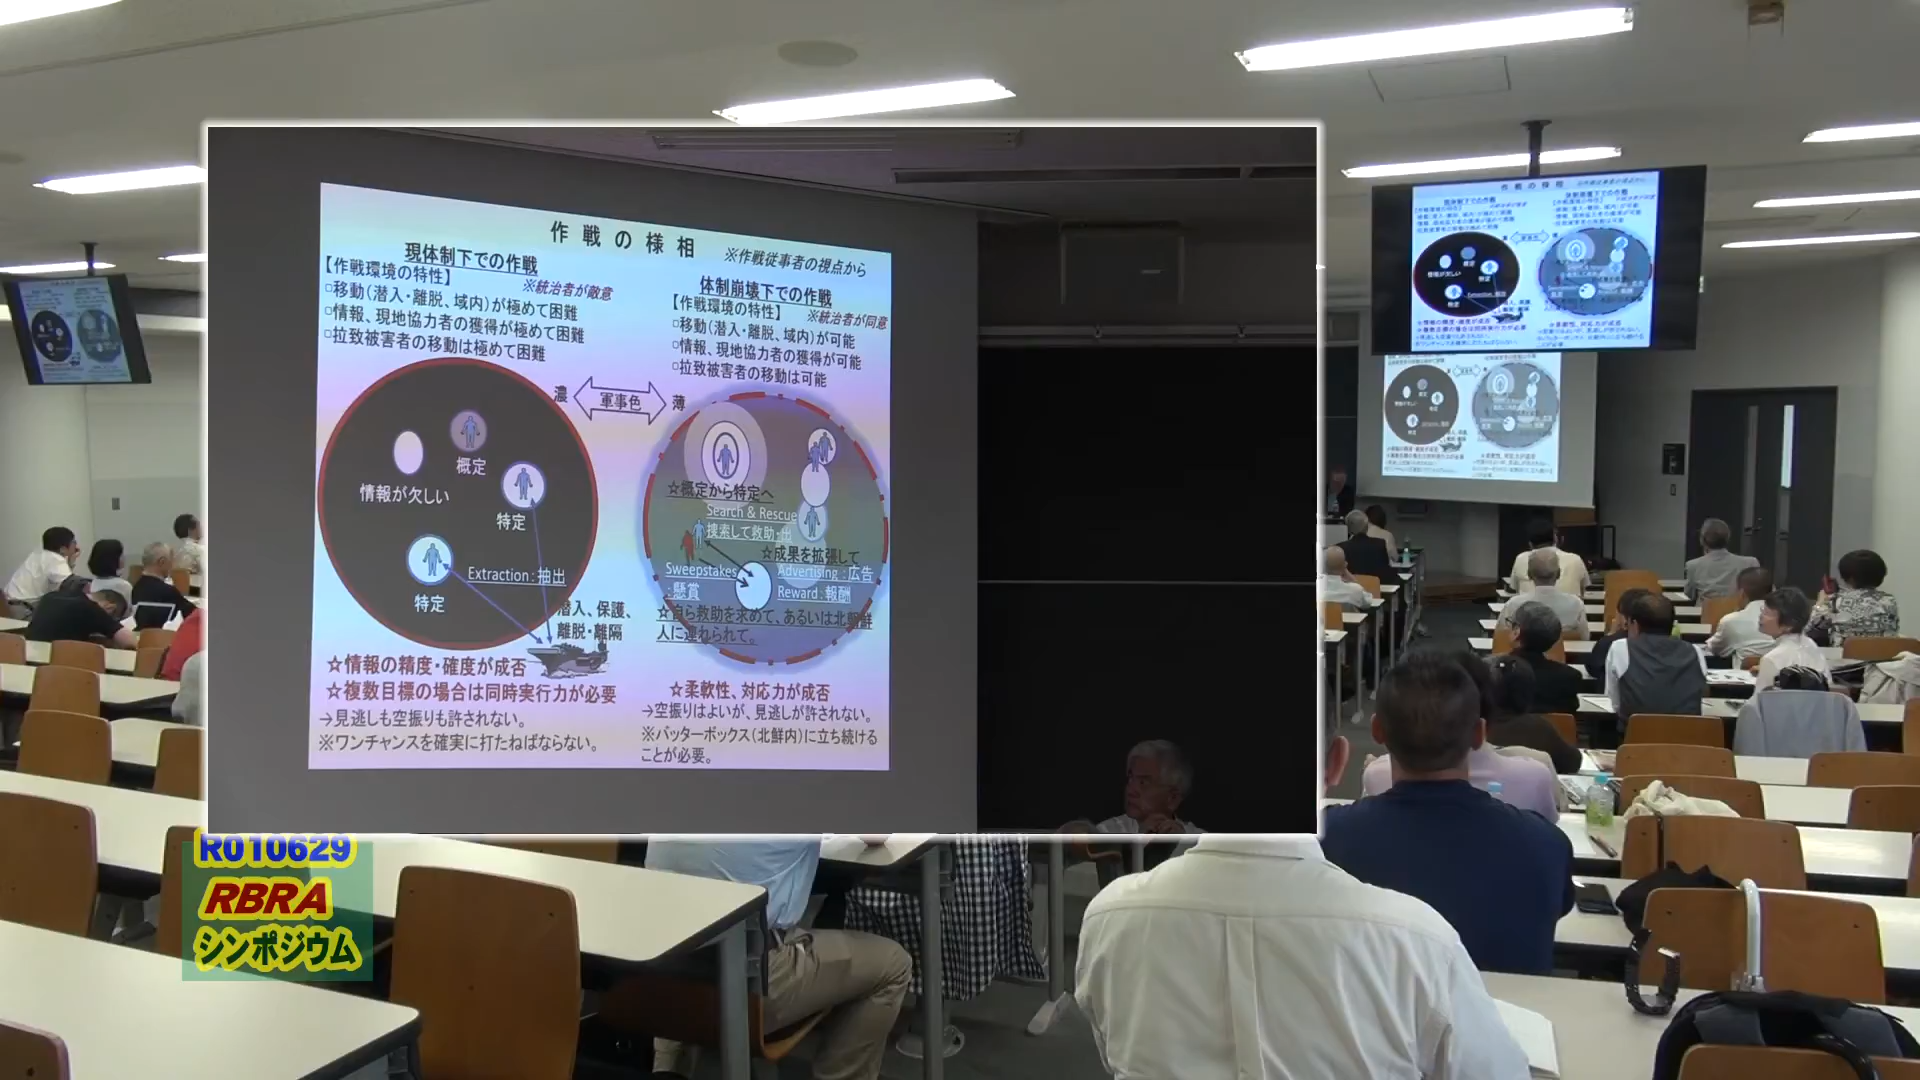 作戦の様相
※作戦従事者の視点から
現体制下での作戦
【作戦環境の特性】
※統治者が敵意
□移動(潜入・離脱、域内)が極めて困難
□情報、現地協力者の獲得が極めて困難
□拉致被害者の移動は極めて困難
体制崩壊下での作戦
【作戦環境の特性】
※統治者が同意
□移動(潜入・離脱、域内)が可能
□情報、現地協力者の獲得が可能
□拉致被害者の移動は可能
濃
軍事色
薄
概定
情報が欠しい
特定
特定
Extraction:抽出
潜入、保護、
離脱・離隔
☆情報の精度・確度が成否
☆複数目標の場合は同時実行力が必要
→見逃しも空振りも許されない。
※ワンチャンスを確実に打たねばならない。
☆概定から特定へ
Search & Rescue
捜索して救助・出
☆成果を拡張して
Sweepstakes
:懸賞
Advertising:広告
Reward:報酬
☆自ら救助を求めて、あるいは北朝鮮
人に連れられて。
☆柔軟性、対応力が成否
→空振りはよいが、見逃しが許されない。
※バッターボックス(北鮮内)に立ち続ける
ことが必要。
R010629
RBRA
シンポジウム